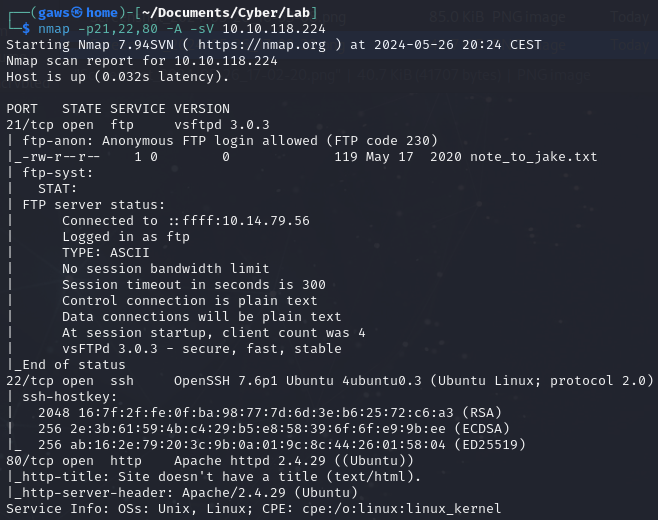 ┌──(gaws㉿home)-[~/Documents/Cyber/Lab]
└─$ nmap -p21,22,80 -A -sV 10.10.118.224
Starting Nmap 7.94SVN ( https://nmap.org ) at 2024-05-26 20:24 CEST
Nmap scan report for 10.10.118.224
Host is up (0.032s latency).

PORT   STATE SERVICE VERSION
21/tcp open  ftp     vsftpd 3.0.3
| ftp-anon: Anonymous FTP login allowed (FTP code 230)
|_-rw-r--r--    1 0        0             119 May 17  2020 note_to_jake.txt
| ftp-syst:
|   STAT:
| FTP server status:
|      Connected to ::ffff:10.14.79.56
|      Logged in as ftp
|      TYPE: ASCII
|      No session bandwidth limit
|      Session timeout in seconds is 300
|      Control connection is plain text
|      Data connections will be plain text
|      At session startup, client count was 4
|      vsFTPd 3.0.3 - secure, fast, stable
|_End of status
22/tcp open  ssh     OpenSSH 7.6p1 Ubuntu 4ubuntu0.3 (Ubuntu Linux; protocol 2.0)
| ssh-hostkey:
|   2048 16:7f:2f:fe:0f:ba:98:77:7d:6d:3e:b6:25:72:c6:a3 (RSA)
|   256 2e:3b:61:59:4b:c4:29:b5:e8:58:39:6f:6f:e9:9b:ee (ECDSA)
|_  256 ab:16:2e:79:20:3c:9b:0a:01:9c:8c:44:26:01:58:04 (ED25519)
80/tcp open  http    Apache httpd 2.4.29 ((Ubuntu))
|_http-title: Site doesn't have a title (text/html).
|_http-server-header: Apache/2.4.29 (Ubuntu)
Service Info: OSs: Unix, Linux; CPE: cpe:/o:linux:linux_kernel